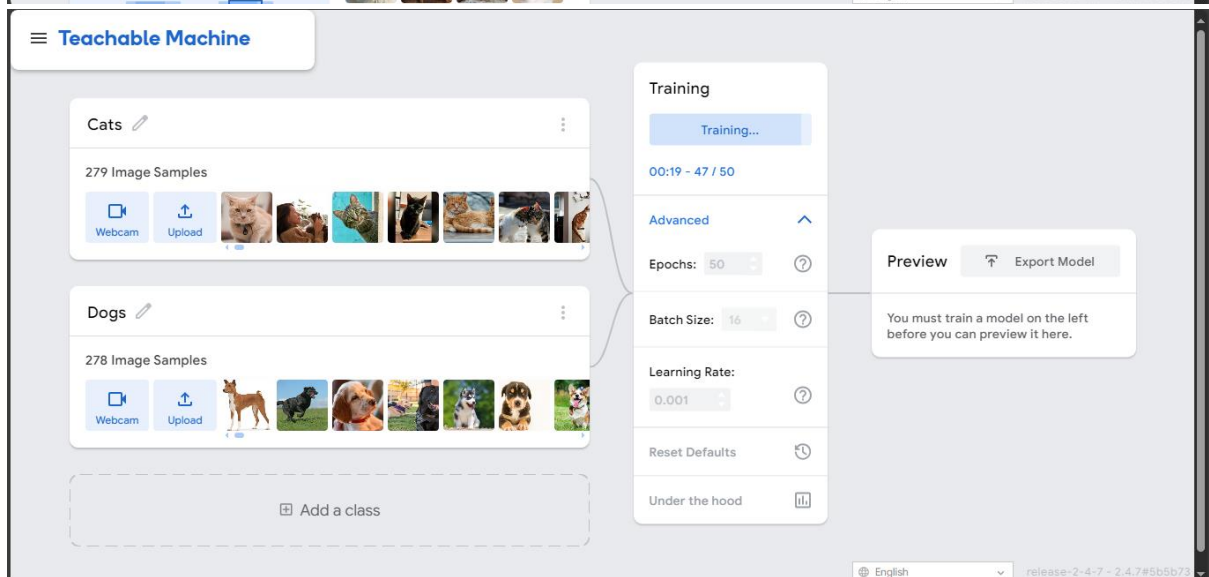 Teachable Machine
Cats
279 Image Samples
Webcam
Upload
Dogs
278 Image Samples
Webcam
Upload
Add a class
Training
Training...
00:19 - 47 / 50
Advanced
Epochs: 50
Batch Size: 16
Learning Rate:
0.001
Reset Defaults
Under the hood
Preview
Export Model
You must train a model on the left
before you can preview it here.
English
release-2-4-7 - 2.4.7#5b5b73